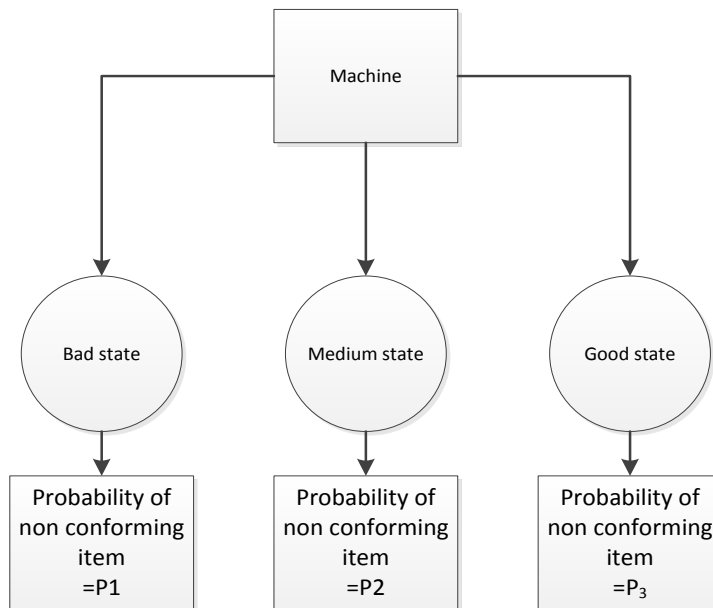 Machine
Bad state
Medium state
Good state
Probability of
non conforming
item
=P1
Probability of
non conforming
item
=P2
Probability of
non conforming
item
=P₃